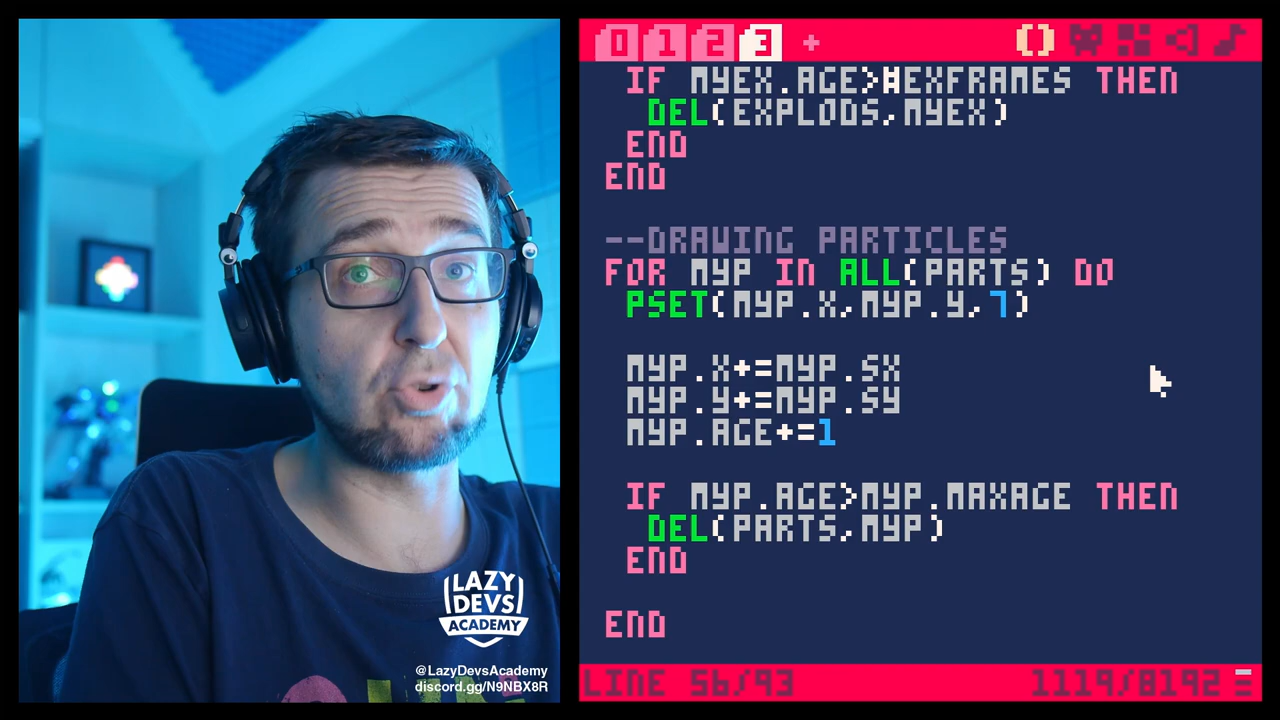 LAZY
DEVS
ACADEMY
@LazyDevsAcademy
discord.gg/N9NBX8R
0 1 2 3 +
IF MYEX.AGE>#EXFRAMES THEN
DEL(EXPLODS,MYEX)
END
END
--DRAWING PARTICLES
FOR MYP IN ALL(PARTS) DO
PSET(MYP.X,MYP.Y,7)
MYP.X+=MYP.SX
MYP.Y+=MYP.SY
MYP.AGE+=1
IF MYP.AGE>MYP.MAXAGE THEN
DEL(PARTS,MYP)
END
END
LINE 56/93
1119/8192